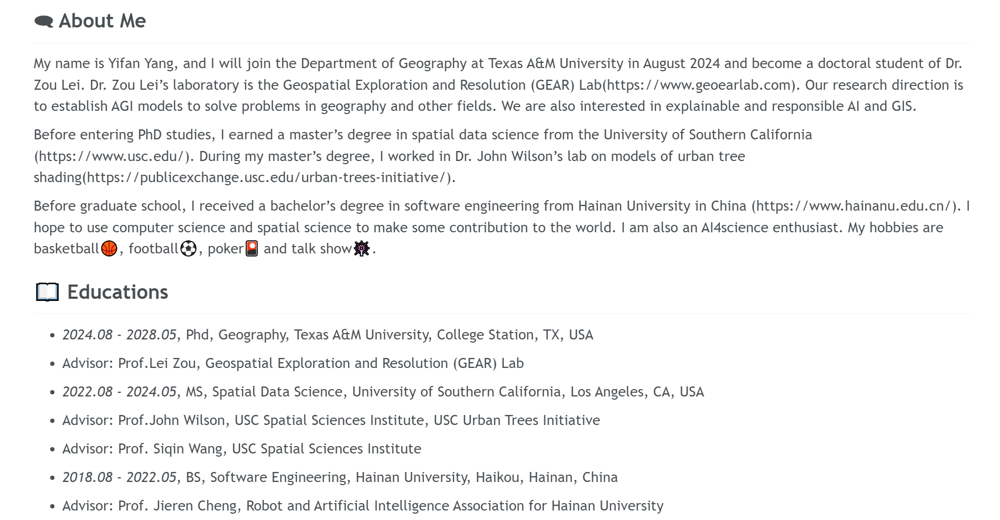 🗨 About Me
My name is Yifan Yang, and I will join the Department of Geography at Texas A&M University in August 2024 and become a doctoral student of Dr.
Zou Lei. Dr. Zou Lei’s laboratory is the Geospatial Exploration and Resolution (GEAR) Lab(https://www.geoearlab.com). Our research direction is
to establish AGI models to solve problems in geography and other fields. We are also interested in explainable and responsible AI and GIS.
Before entering PhD studies, I earned a master’s degree in spatial data science from the University of Southern California
(https://www.usc.edu/). During my master’s degree, I worked in Dr. John Wilson’s lab on models of urban tree
shading(https://publicexchange.usc.edu/urban-trees-initiative/).
Before graduate school, I received a bachelor’s degree in software engineering from Hainan University in China (https://www.hainanu.edu.cn/). I
hope to use computer science and spatial science to make some contribution to the world. I am also an AI4science enthusiast. My hobbies are
basketball🏀, football⚽, poker🎴 and talk show🎆.
📖 Educations
2024.08 - 2028.05, Phd, Geography, Texas A&M University, College Station, TX, USA
Advisor: Prof.Lei Zou, Geospatial Exploration and Resolution (GEAR) Lab
2022.08 - 2024.05, MS, Spatial Data Science, University of Southern California, Los Angeles, CA, USA
Advisor: Prof.John Wilson, USC Spatial Sciences Institute, USC Urban Trees Initiative
Advisor: Prof. Siqin Wang, USC Spatial Sciences Institute
2018.08 - 2022.05, BS, Software Engineering, Hainan University, Haikou, Hainan, China
Advisor: Prof. Jieren Cheng, Robot and Artificial Intelligence Association for Hainan University